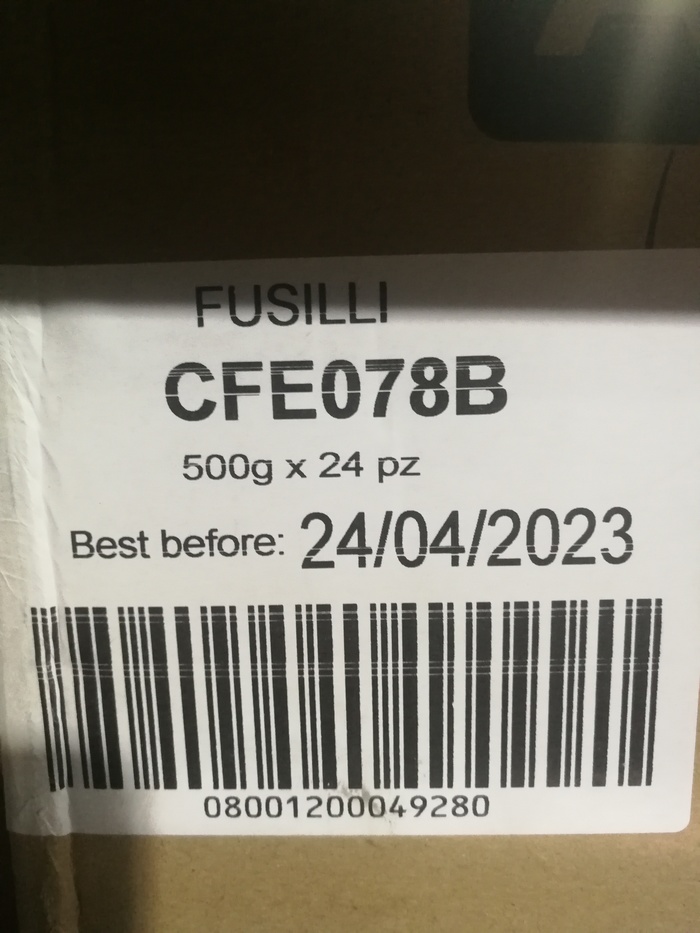 FUSILLI
CFE078B
500g x 24 pz
Best before: 24/04/2023
08001200049280